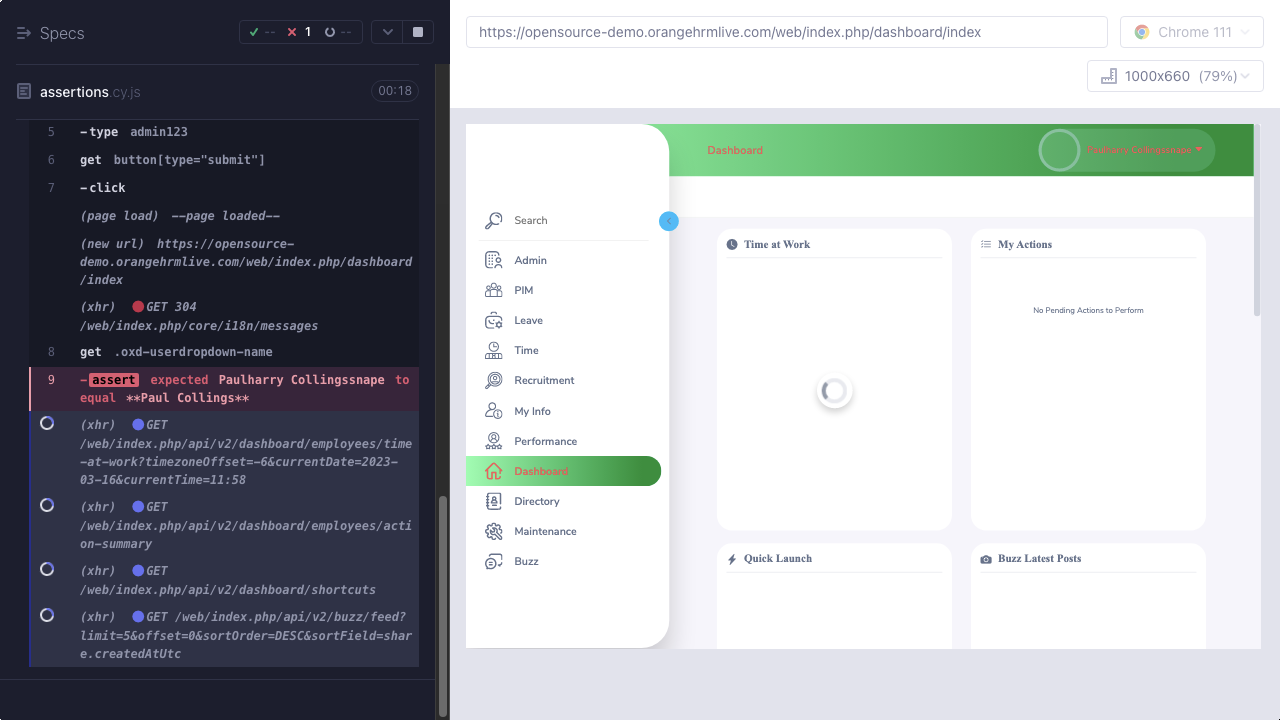 Specs
-- 1 --
assertions.cy.js 00:18
5 -type admin123
6 get button[type="submit"]
7 -click
(page load) --page loaded--
(new url) https://opensource-
demo.orangehrmlive.com/web/index.php/dashboard
/index
(xhr) GET 304
/web/index.php/core/i18n/messages
8 get .oxd-userdropdown-name
9 -assert expected Paulharry Collingssnape to
equal **Paul Collings**
(xhr) GET
/web/index.php/api/v2/dashboard/employees/time
-at-work?timezoneOffset=-6&currentDate=2023-
03-16&currentTime=11:58
(xhr) GET
/web/index.php/api/v2/dashboard/employees/acti
on-summary
(xhr) GET
/web/index.php/api/v2/dashboard/shortcuts
(xhr) GET /web/index.php/api/v2/buzz/feed?
limit=5&offset=0&sortOrder=DESC&sortField=shar
e.createdAtUtc
https://opensource-demo.orangehrmlive.com/web/index.php/dashboard/index
Chrome 111
1000x660 (79%)
Dashboard
Paulharry Collingssnape
Search
Admin
PIM
Leave
Time
Recruitment
My Info
Performance
Dashboard
Directory
Maintenance
Buzz
Time at Work
My Actions
No Pending Actions to Perform
Quick Launch
Buzz Latest Posts